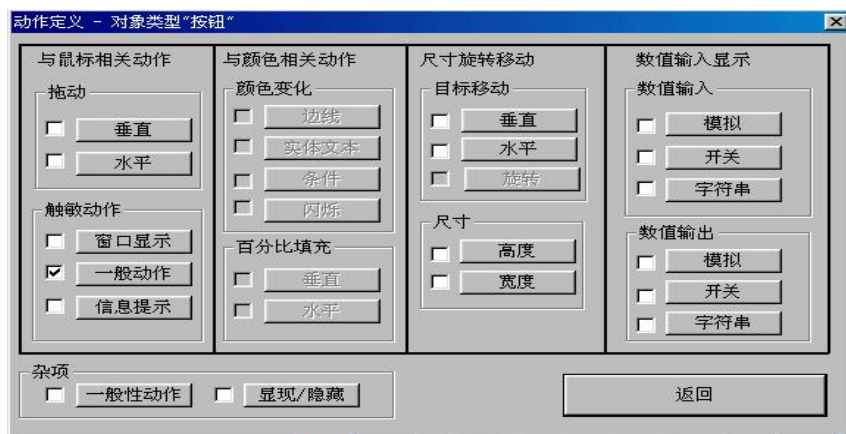 动作定义 - 对象类型“按钮“
与鼠标相关动作
拖动
垂直
水平
触敏动作
窗口显示
一般动作
信息提示
与颜色相关动作
颜色变化
边线
实体文本
条件
闪烁
百分比填充
垂直
水平
尺寸旋转移动
目标移动
垂直
水平
旋转
尺寸
高度
宽度
数值输入显示
数值输入
模拟
开关
字符串
数值输出
模拟
开关
字符串
杂项
一般性动作
显现/隐藏
返回